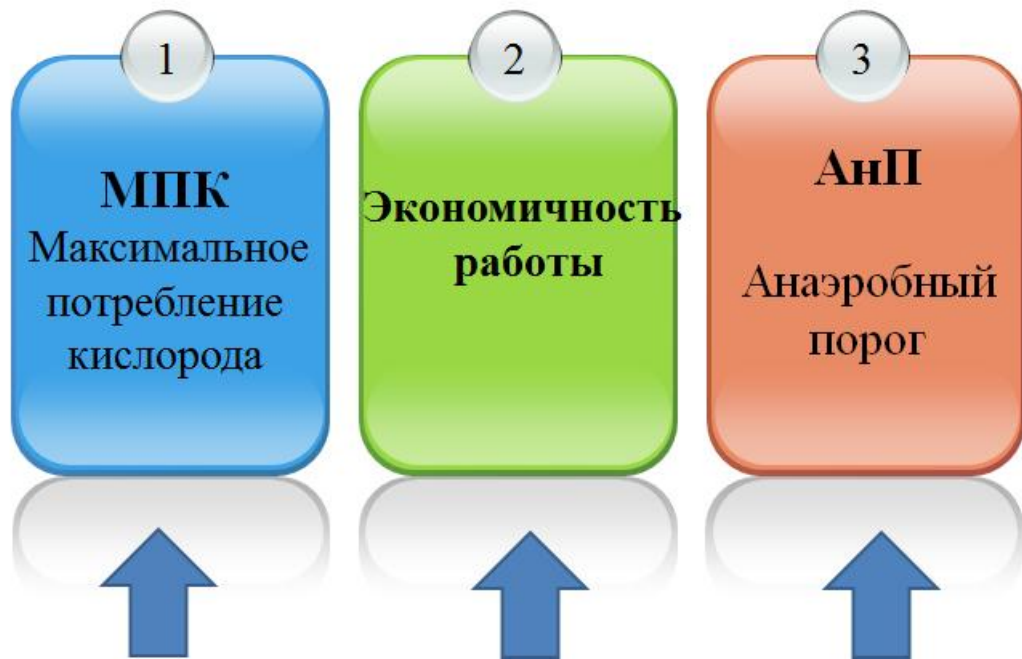 1
МПК
Максимальное
потребление
кислорода
2
Экономичность
работы
3
АнП
Анаэробный
порог